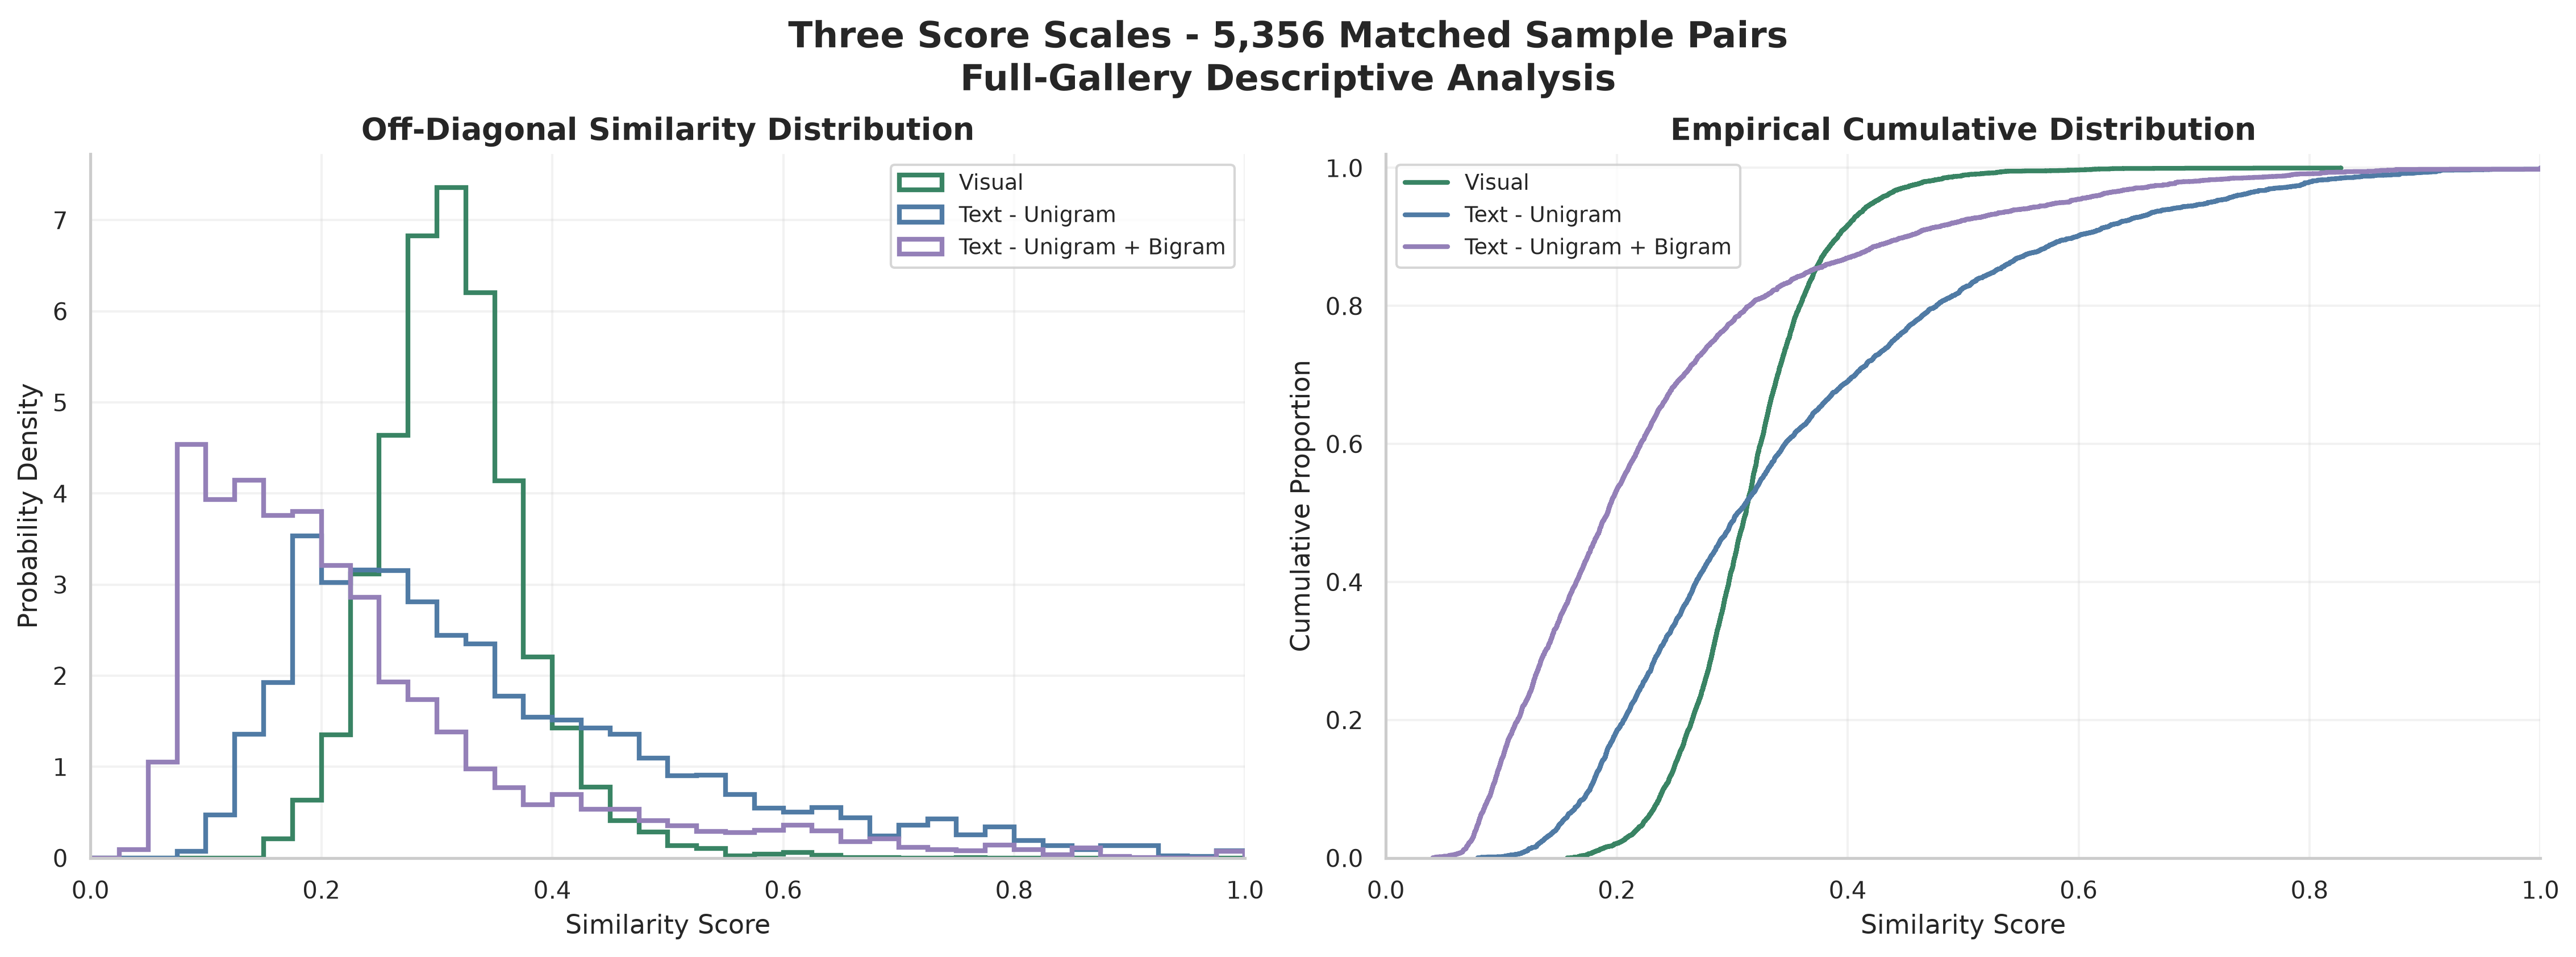 Three Score Scales - 5,356 Matched Sample Pairs
Full-Gallery Descriptive Analysis
Off-Diagonal Similarity Distribution
Probability Density
7
6
5
4
3
2
1
0
0.0 0.2 0.4 0.6 0.8 1.0
Similarity Score
Visual
Text - Unigram
Text - Unigram + Bigram
Empirical Cumulative Distribution
Cumulative Proportion
1.0
0.8
0.6
0.4
0.2
0.0
0.0 0.2 0.4 0.6 0.8 1.0
Similarity Score
Visual
Text - Unigram
Text - Unigram + Bigram